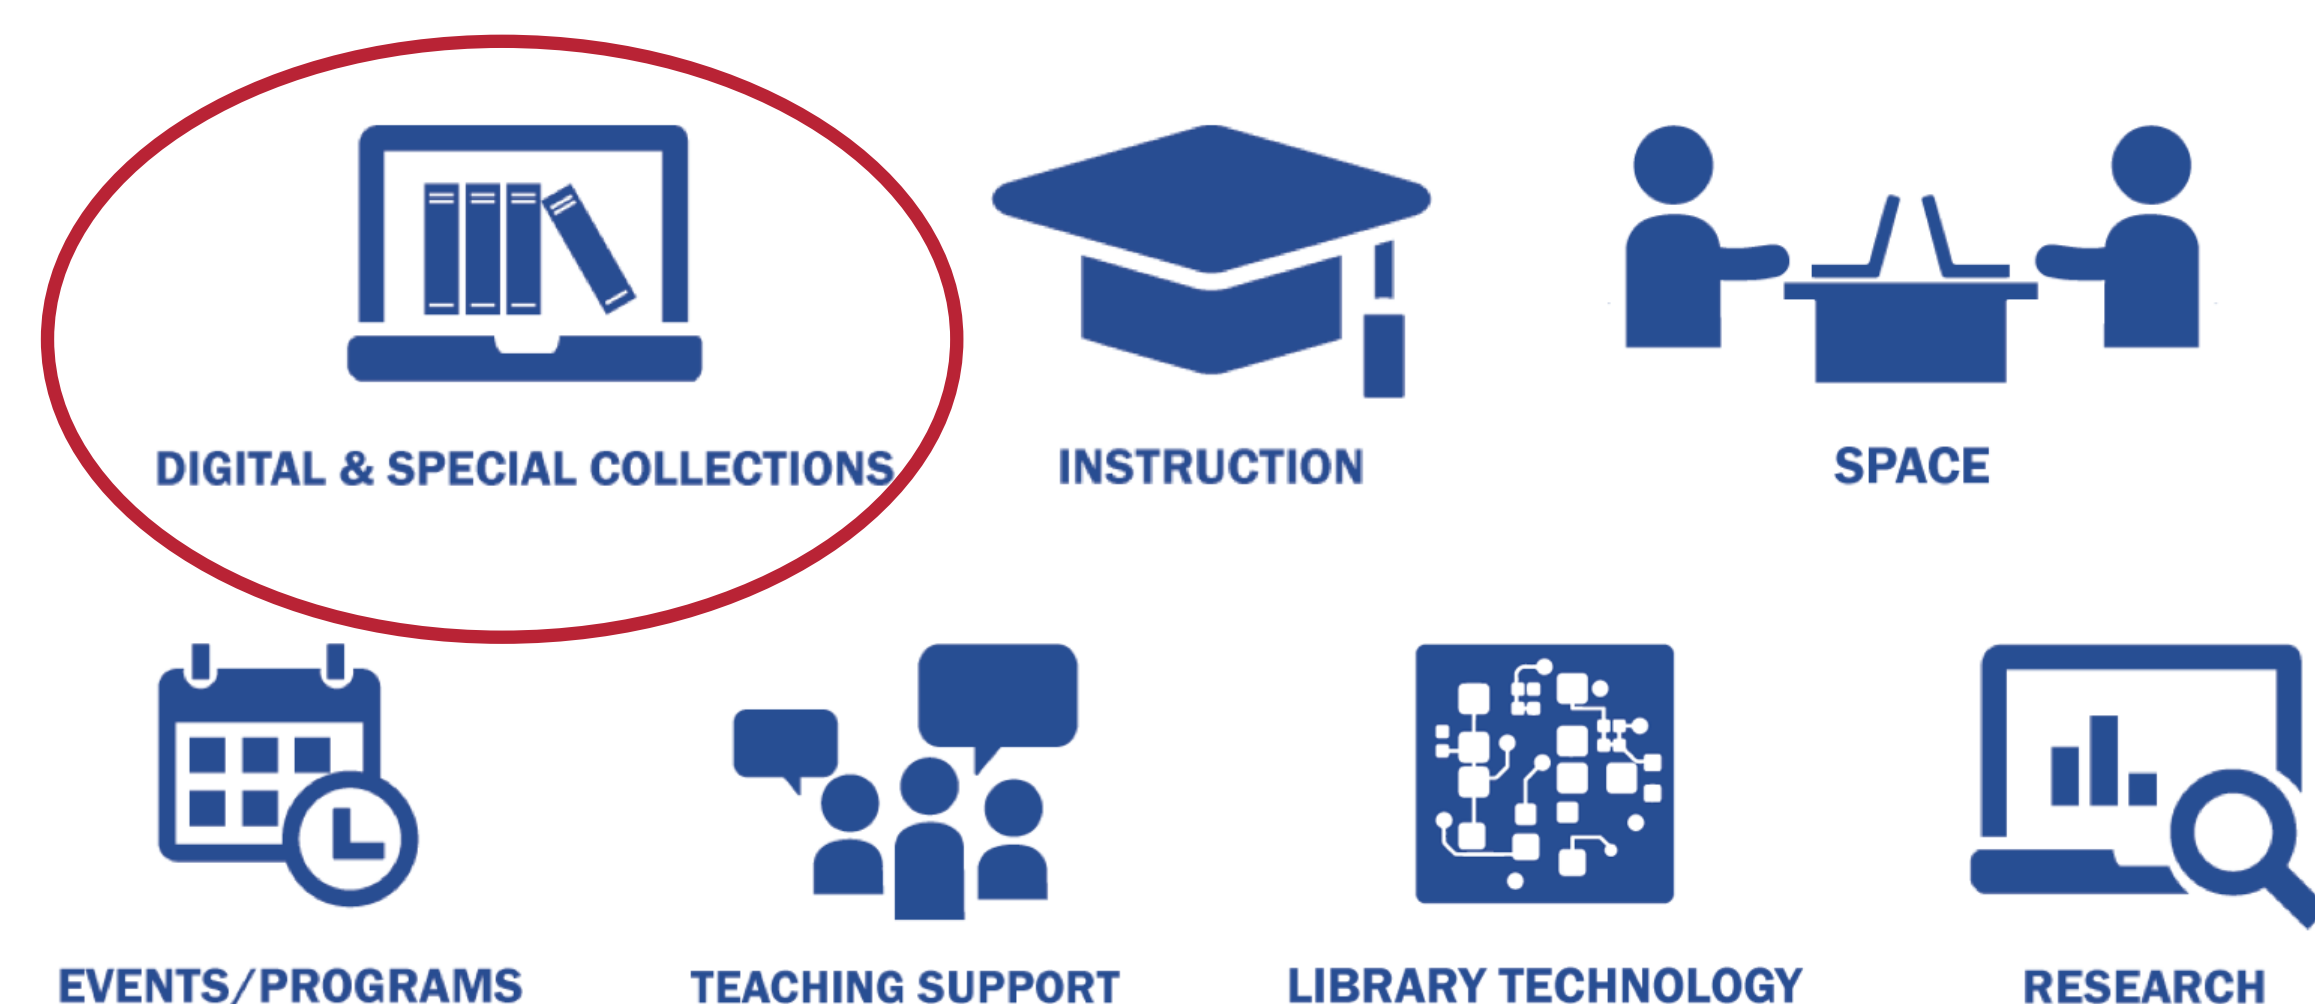 DIGITAL & SPECIAL COLLECTIONS
INSTRUCTION
SPACE
EVENTS/PROGRAMS
TEACHING SUPPORT
LIBRARY TECHNOLOGY
RESEARCH